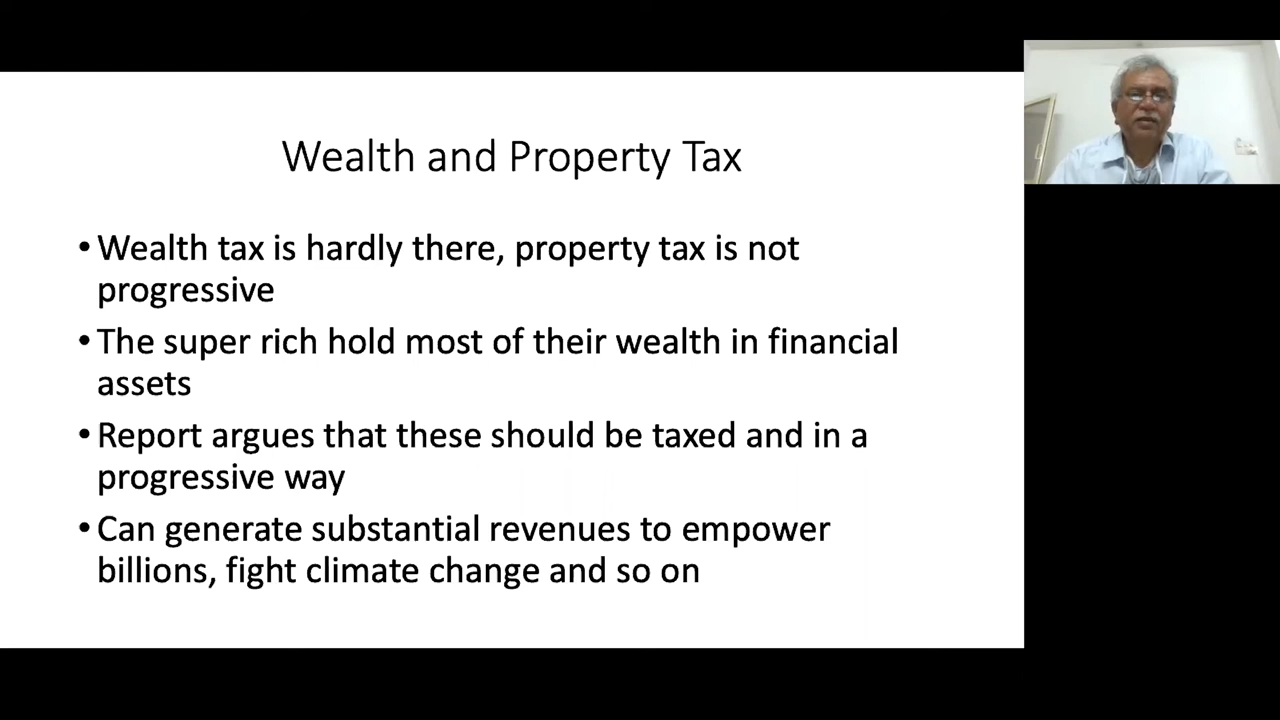 Wealth and Property Tax
• Wealth tax is hardly there, property tax is not
progressive
• The super rich hold most of their wealth in financial
assets
• Report argues that these should be taxed and in a
progressive way
• Can generate substantial revenues to empower
billions, fight climate change and so on